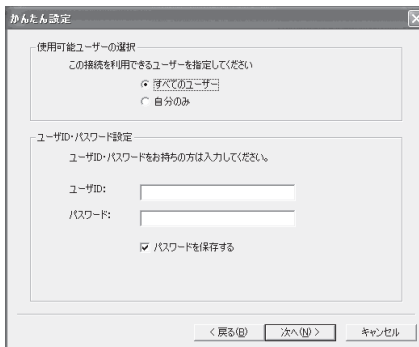 かんたん設定
使用可能ユーザーの選択
この接続を利用できるユーザーを指定してください
すべてのユーザー
自分のみ
ユーザID・パスワード設定
ユーザID・パスワードをお持ちの方は入力してください。
ユーザID:
パスワード:
パスワードを保存する
< 戻る(B) 次へ(N) > キャンセル